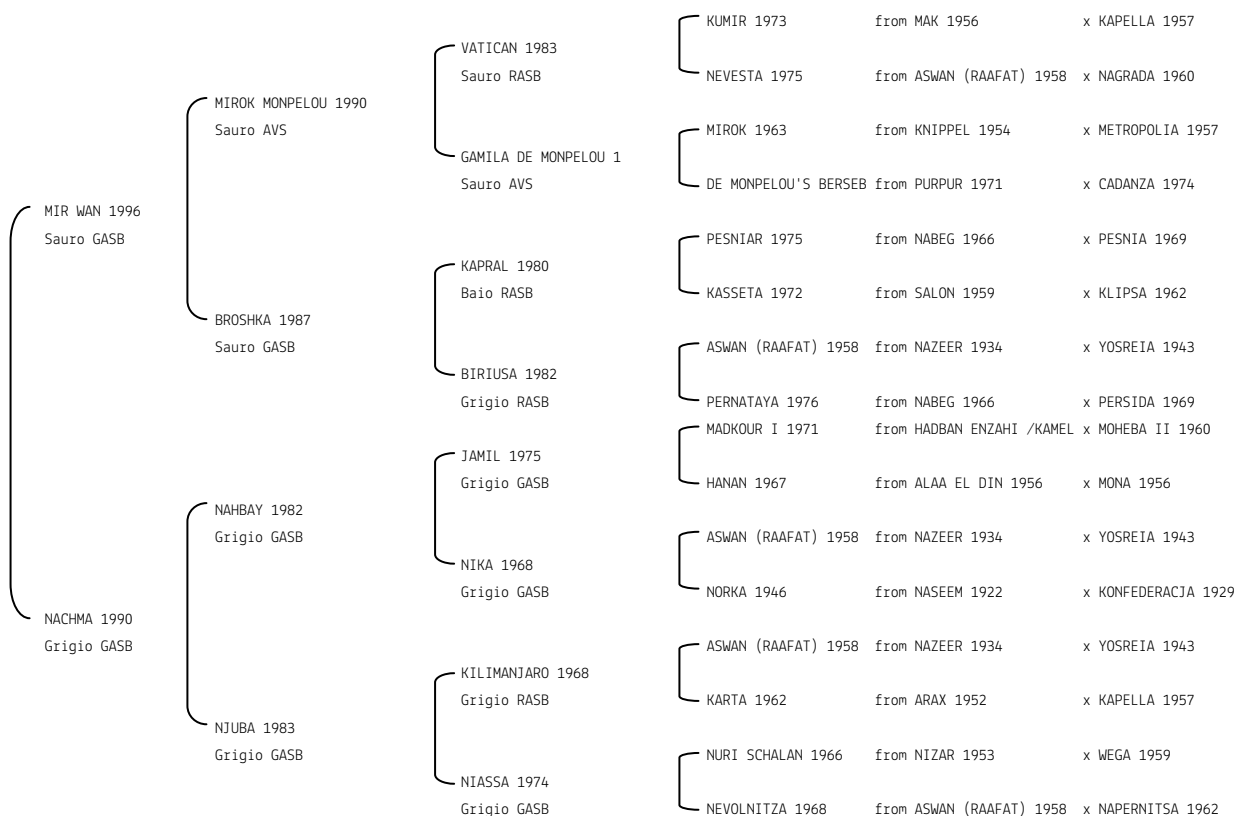 KUMIR 1973 from MAK 1956 x KAPELLA 1957
VATICAN 1983
Sauro RASB
NEVESTA 1975 from ASWAN (RAAFAT) 1958 x NAGRADA 1960
MIROK MONPELOU 1990
Sauro AVS
MIROK 1963 from KNIPPEL 1954 x METROPOLIA 1957
GAMILA DE MONPELOU 1
Sauro AVS
DE MONPELOU'S BERSEB from PURPUR 1971 x CADANZA 1974
MIR WAN 1996
Sauro GASB
PESNIAR 1975 from NABEG 1966 x PESNIA 1969
KAPRAL 1980
Baio RASB
KASSETA 1972 from SALON 1959 x KLIPSA 1962
BROSHKA 1987
Sauro GASB
ASWAN (RAAFAT) 1958 from NAZEER 1934 x YOSREIA 1943
BIRIUSA 1982
Grigio RASB
PERNATAYA 1976 from NABEG 1966 x PERSIDA 1969
MADKOUR I 1971 from HADBAN ENZAHI /KAMEL x MOHEBA II 1960
JAMIL 1975
Grigio GASB
HANAN 1967 from ALAA EL DIN 1956 x MONA 1956
NAHBAY 1982
Grigio GASB
ASWAN (RAAFAT) 1958 from NAZEER 1934 x YOSREIA 1943
NIKA 1968
Grigio GASB
NORKA 1946 from NASEEM 1922 x KONFEDERACJA 1929
NACHMA 1990
Grigio GASB
ASWAN (RAAFAT) 1958 from NAZEER 1934 x YOSREIA 1943
KILIMANJARO 1968
Grigio RASB
KARTA 1962 from ARAX 1952 x KAPELLA 1957
NJUBA 1983
Grigio GASB
NURI SCHALAN 1966 from NIZAR 1953 x WEGA 1959
NIASSA 1974
Grigio GASB
NEVOLNITZA 1968 from ASWAN (RAAFAT) 1958 x NAPERNITSA 1962